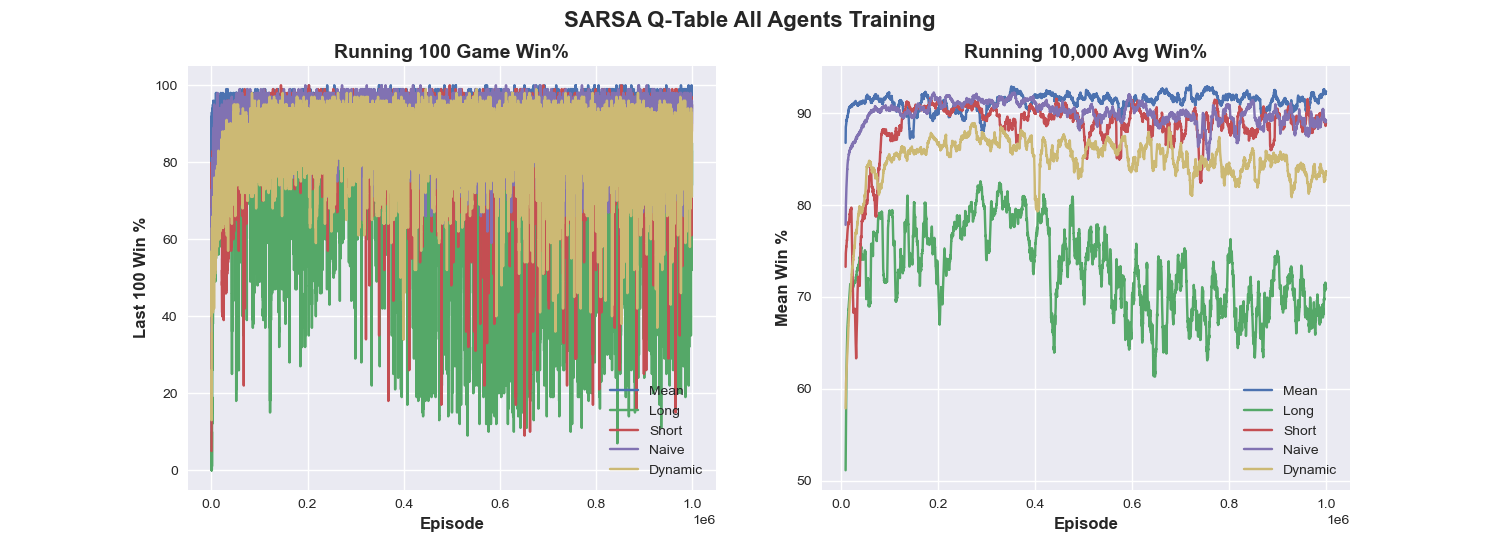 SARSA Q-Table All Agents Training
Running 100 Game Win%
Last 100 Win %
100
80
60
40
20
0
0.0 0.2 0.4 0.6 0.8 1.0
1e6
Episode
Mean
Long
Short
Naive
Dynamic
Running 10,000 Avg Win%
Mean Win %
90
80
70
60
50
0.0 0.2 0.4 0.6 0.8 1.0
1e6
Episode
Mean
Long
Short
Naive
Dynamic